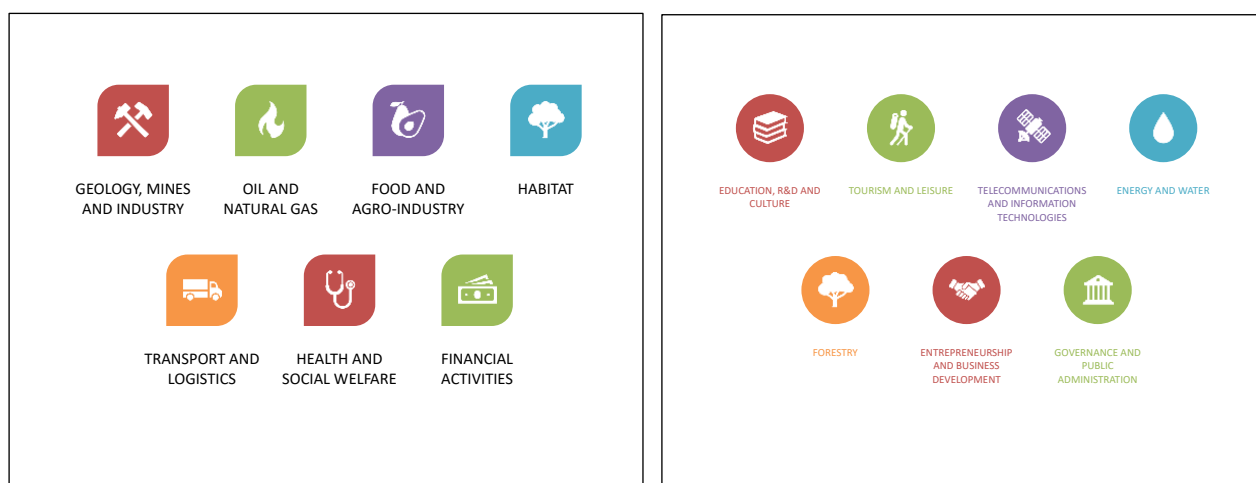 GEOLOGY, MINES
AND INDUSTRY
OIL AND
NATURAL GAS
FOOD AND
AGRO-INDUSTRY
HABITAT
TRANSPORT AND
LOGISTICS
HEALTH AND
SOCIAL WELFARE
FINANCIAL
ACTIVITIES
EDUCATION, R&D AND
CULTURE
TOURISM AND LEISURE
TELECOMMUNICATIONS
AND INFORMATION
TECHNOLOGIES
ENERGY AND WATER
FORESTRY
ENTREPRENEURSHIP
AND BUSINESS
DEVELOPMENT
GOVERNANCE AND
PUBLIC
ADMINISTRATION